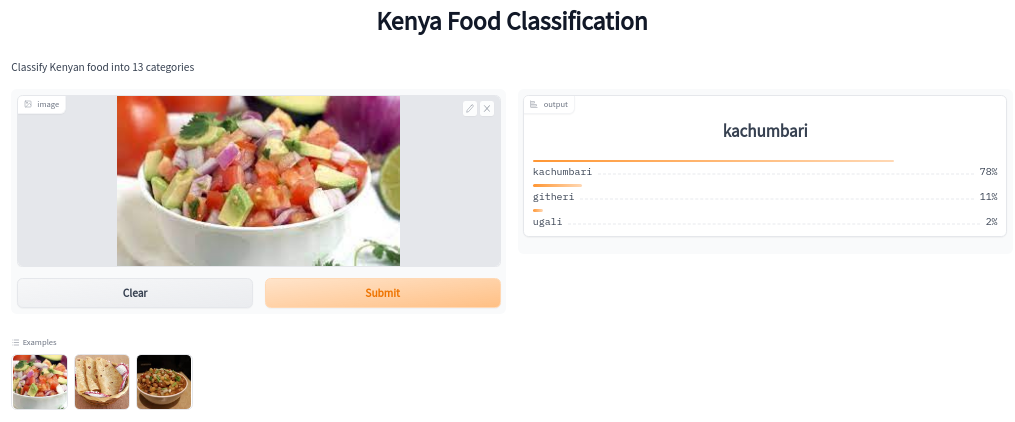 Kenya Food Classification
Classify Kenyan food into 13 categories
image
output
kachumbari
kachumbari 78%
githeri 11%
ugali 2%
Clear
Submit
Examples